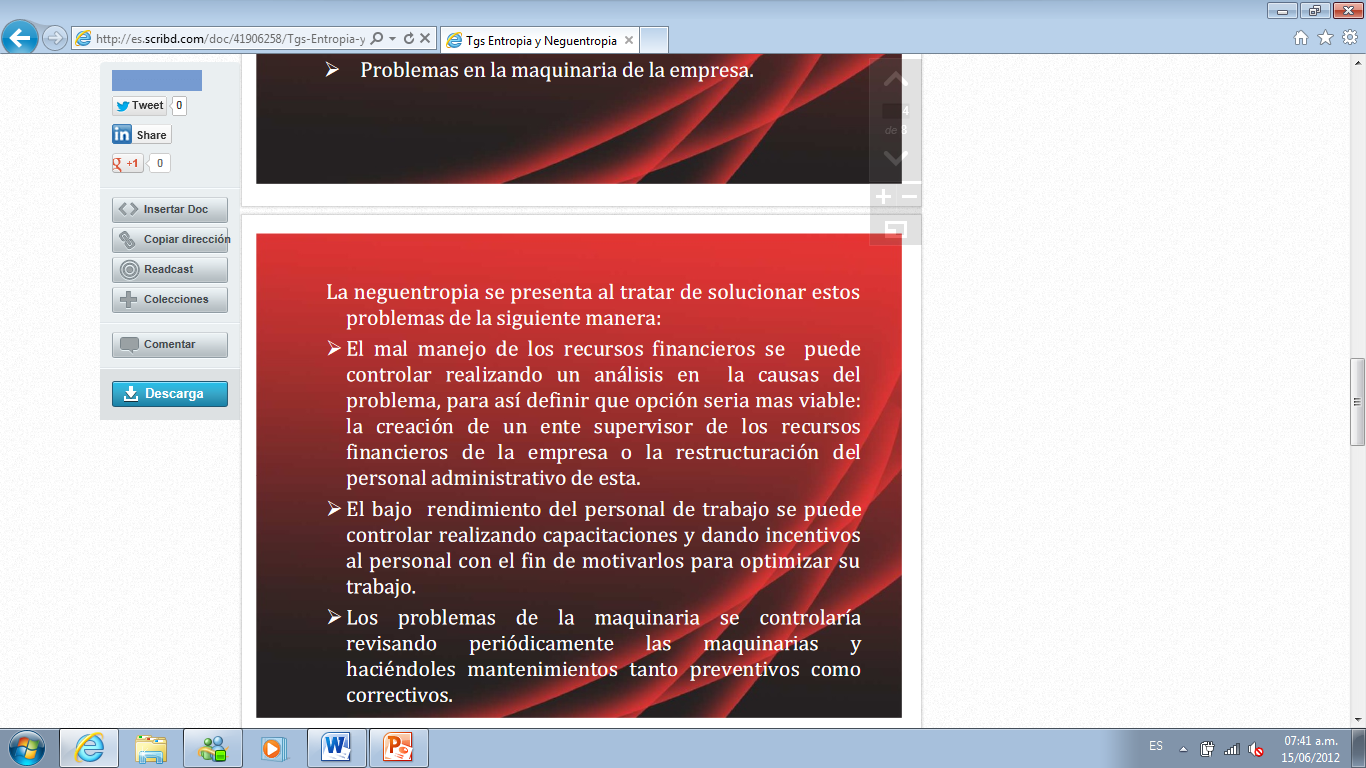 http://es.scribd.com/doc/41906258/Tgs-Entropia-y
Tgs Entropia y Neguentropia
Tweet 0
Share
+1 0
Insertar Doc
Copiar dirección
Readcast
Colecciones
Comentar
Descarga
Problemas en la maquinaria de la empresa.
4
de 8
La neguentropia se presenta al tratar de solucionar estos
problemas de la siguiente manera:
El mal manejo de los recursos financieros se puede
controlar realizando un análisis en la causas del
problema, para así definir que opción seria mas viable:
la creación de un ente supervisor de los recursos
financieros de la empresa o la restructuración del
personal administrativo de esta.
El bajo rendimiento del personal de trabajo se puede
controlar realizando capacitaciones y dando incentivos
al personal con el fin de motivarlos para optimizar su
trabajo.
Los problemas de la maquinaria se controlaría
revisando periódicamente las maquinarias y
haciéndoles mantenimientos tanto preventivos como
correctivos.
ES
07:41 a.m.
15/06/2012